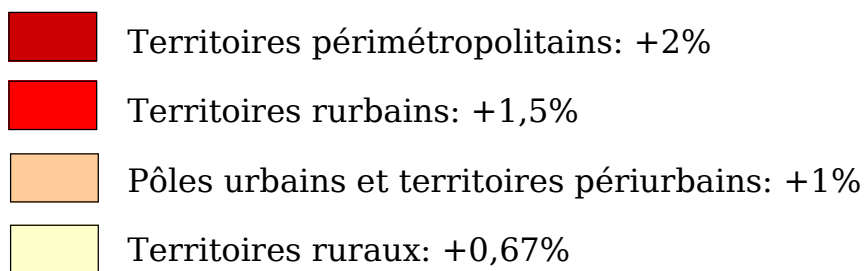 Territoires périmétropolitains: +2%
Territoires rurbains: +1,5%
Pôles urbains et territoires périurbains: +1%
Territoires ruraux: +0,67%